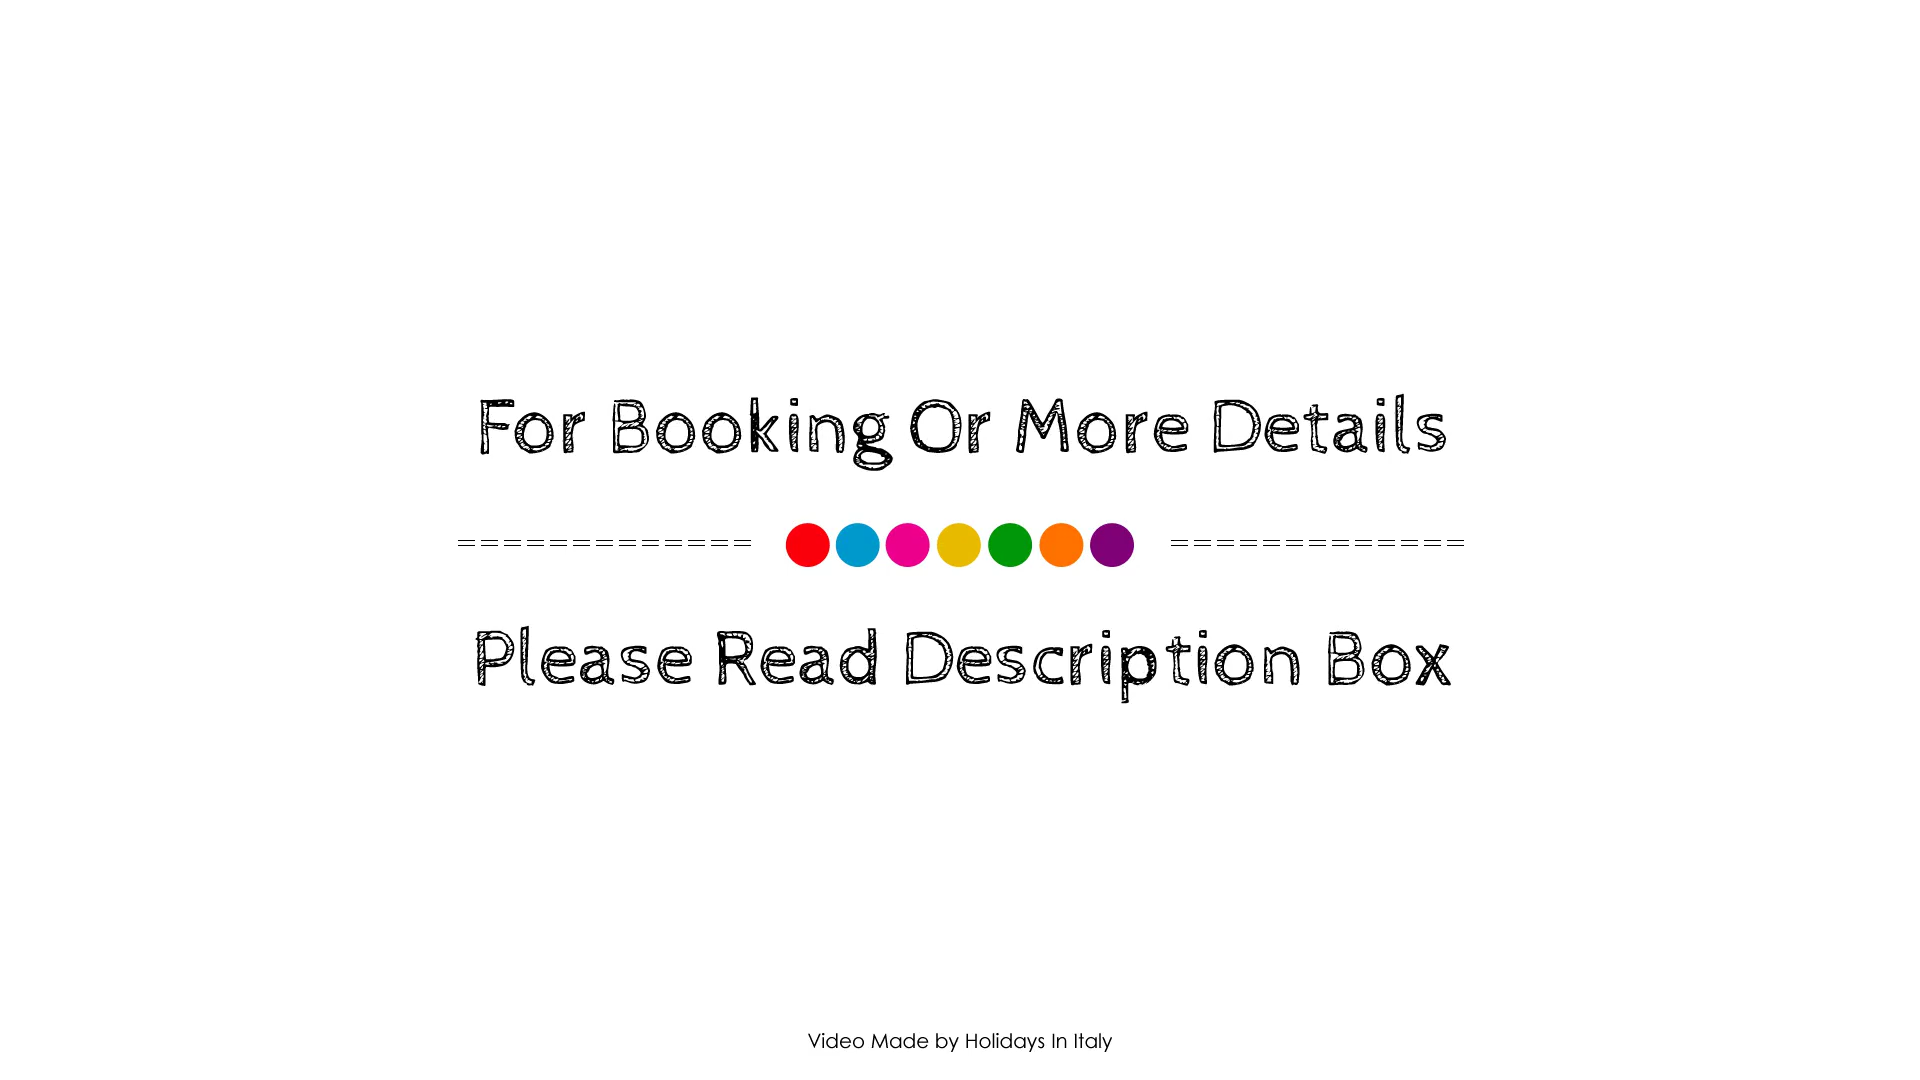 For Booking Or More Details
============= =============
Please Read Description Box
Video Made by Holidays In Italy